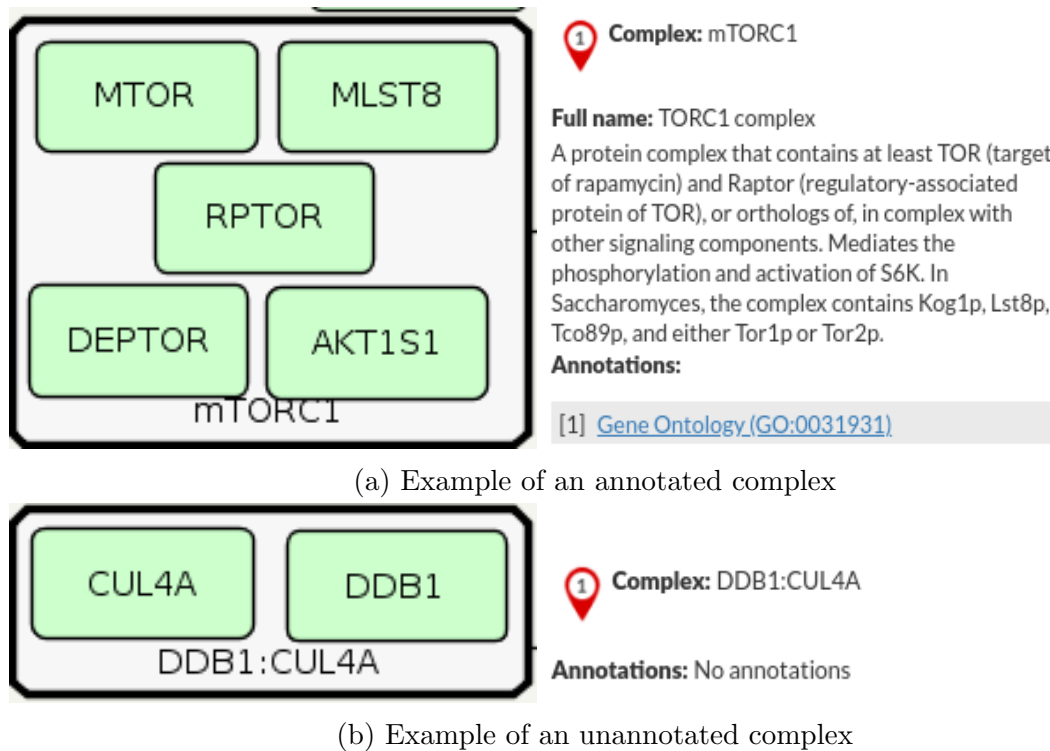 MTOR MLST8
RPTOR
DEPTOR AKT1S1
mTORC1
1 Complex: mTORC1
Full name: TORC1 complex
A protein complex that contains at least TOR (target
of rapamycin) and Raptor (regulatory-associated
protein of TOR), or orthologs of, in complex with
other signaling components. Mediates the
phosphorylation and activation of S6K. In
Saccharomyces, the complex contains Kog1p, Lst8p,
Tco89p, and either Tor1p or Tor2p.
Annotations:
[1] Gene Ontology (GO:0031931)
(a) Example of an annotated complex
CUL4A DDB1
DDB1:CUL4A
1 Complex: DDB1:CUL4A
Annotations: No annotations
(b) Example of an unannotated complex